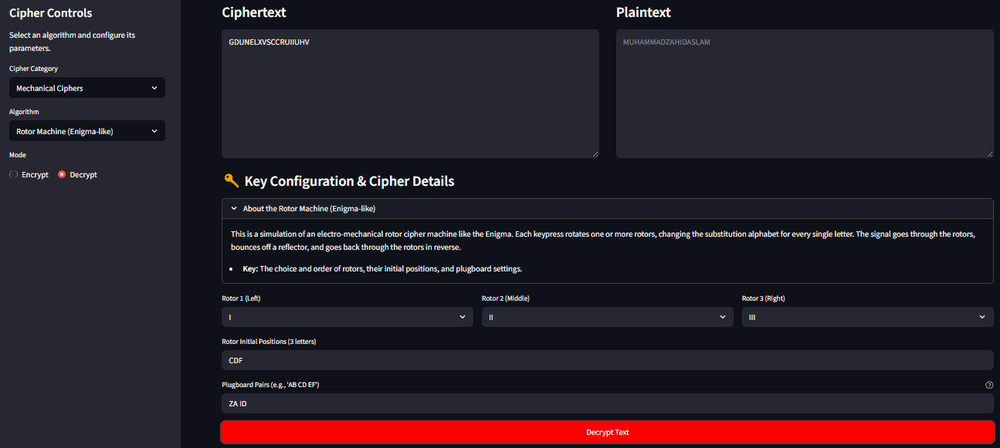 Cipher Controls
Select an algorithm and configure its
parameters.
Cipher Category
Mechanical Ciphers
Algorithm
Rotor Machine (Enigma-like)
Mode
Encrypt
Decrypt
Ciphertext
GDUNELXVSCCRUIIUHV
Plaintext
MUHAMMADZAHIDASLAM
Key Configuration & Cipher Details
About the Rotor Machine (Enigma-like)
This is a simulation of an electro-mechanical rotor cipher machine like the Enigma. Each keypress rotates one or more rotors, changing the substitution alphabet for every single letter. The signal goes through the rotors,
bounces off a reflector, and goes back through the rotors in reverse.
• Key: The choice and order of rotors, their initial positions, and plugboard settings.
Rotor 1 (Left)
I
Rotor 2 (Middle)
II
Rotor 3 (Right)
III
Rotor Initial Positions (3 letters)
CDF
Plugboard Pairs (e.g., 'AB CD EF')
ZA ID
Decrypt Text